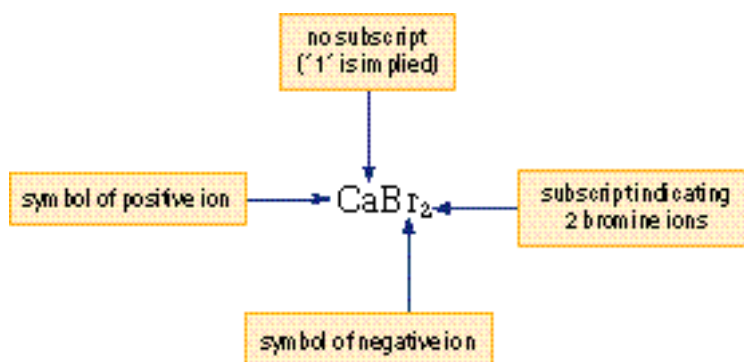 no subscript
(´1´ is implied)
symbol of positive ion
CaBr₂
subscript indicating
2 bromine ions
symbol of negative ion